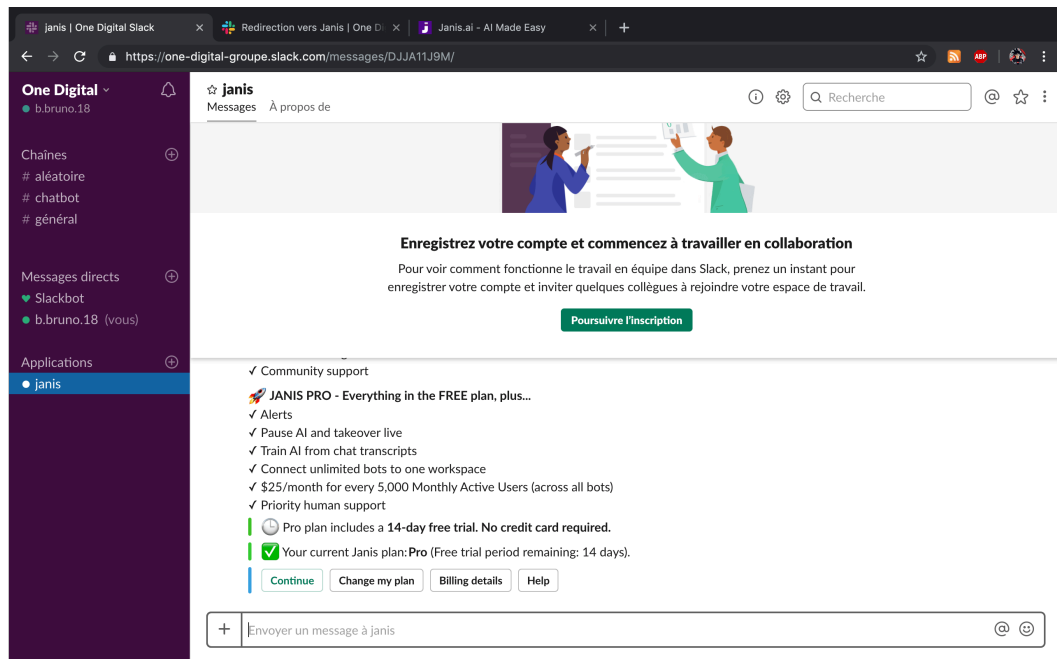 janis | One Digital Slack
Redirection vers Janis | One Di
Janis.ai - AI Made Easy
https://one-digital-groupe.slack.com/messages/DJJA11J9M/
ABP
One Digital
b.bruno.18
janis
Messages À propos de
Recherche
Chaînes
# aléatoire
# chatbot
# général
Messages directs
Slackbot
b.bruno.18 (vous)
Applications
janis
Enregistrez votre compte et commencez à travailler en collaboration
Pour voir comment fonctionne le travail en équipe dans Slack, prenez un instant pour
enregistrer votre compte et inviter quelques collègues à rejoindre votre espace de travail.
Poursuivre l'inscription
✓ Community support
🚀 JANIS PRO - Everything in the FREE plan, plus...
✓ Alerts
✓ Pause AI and takeover live
✓ Train AI from chat transcripts
✓ Connect unlimited bots to one workspace
✓ $25/month for every 5,000 Monthly Active Users (across all bots)
✓ Priority human support
🕒 Pro plan includes a 14-day free trial. No credit card required.
✅ Your current Janis plan: Pro (Free trial period remaining: 14 days).
Continue Change my plan Billing details Help
Envoyer un message à janis